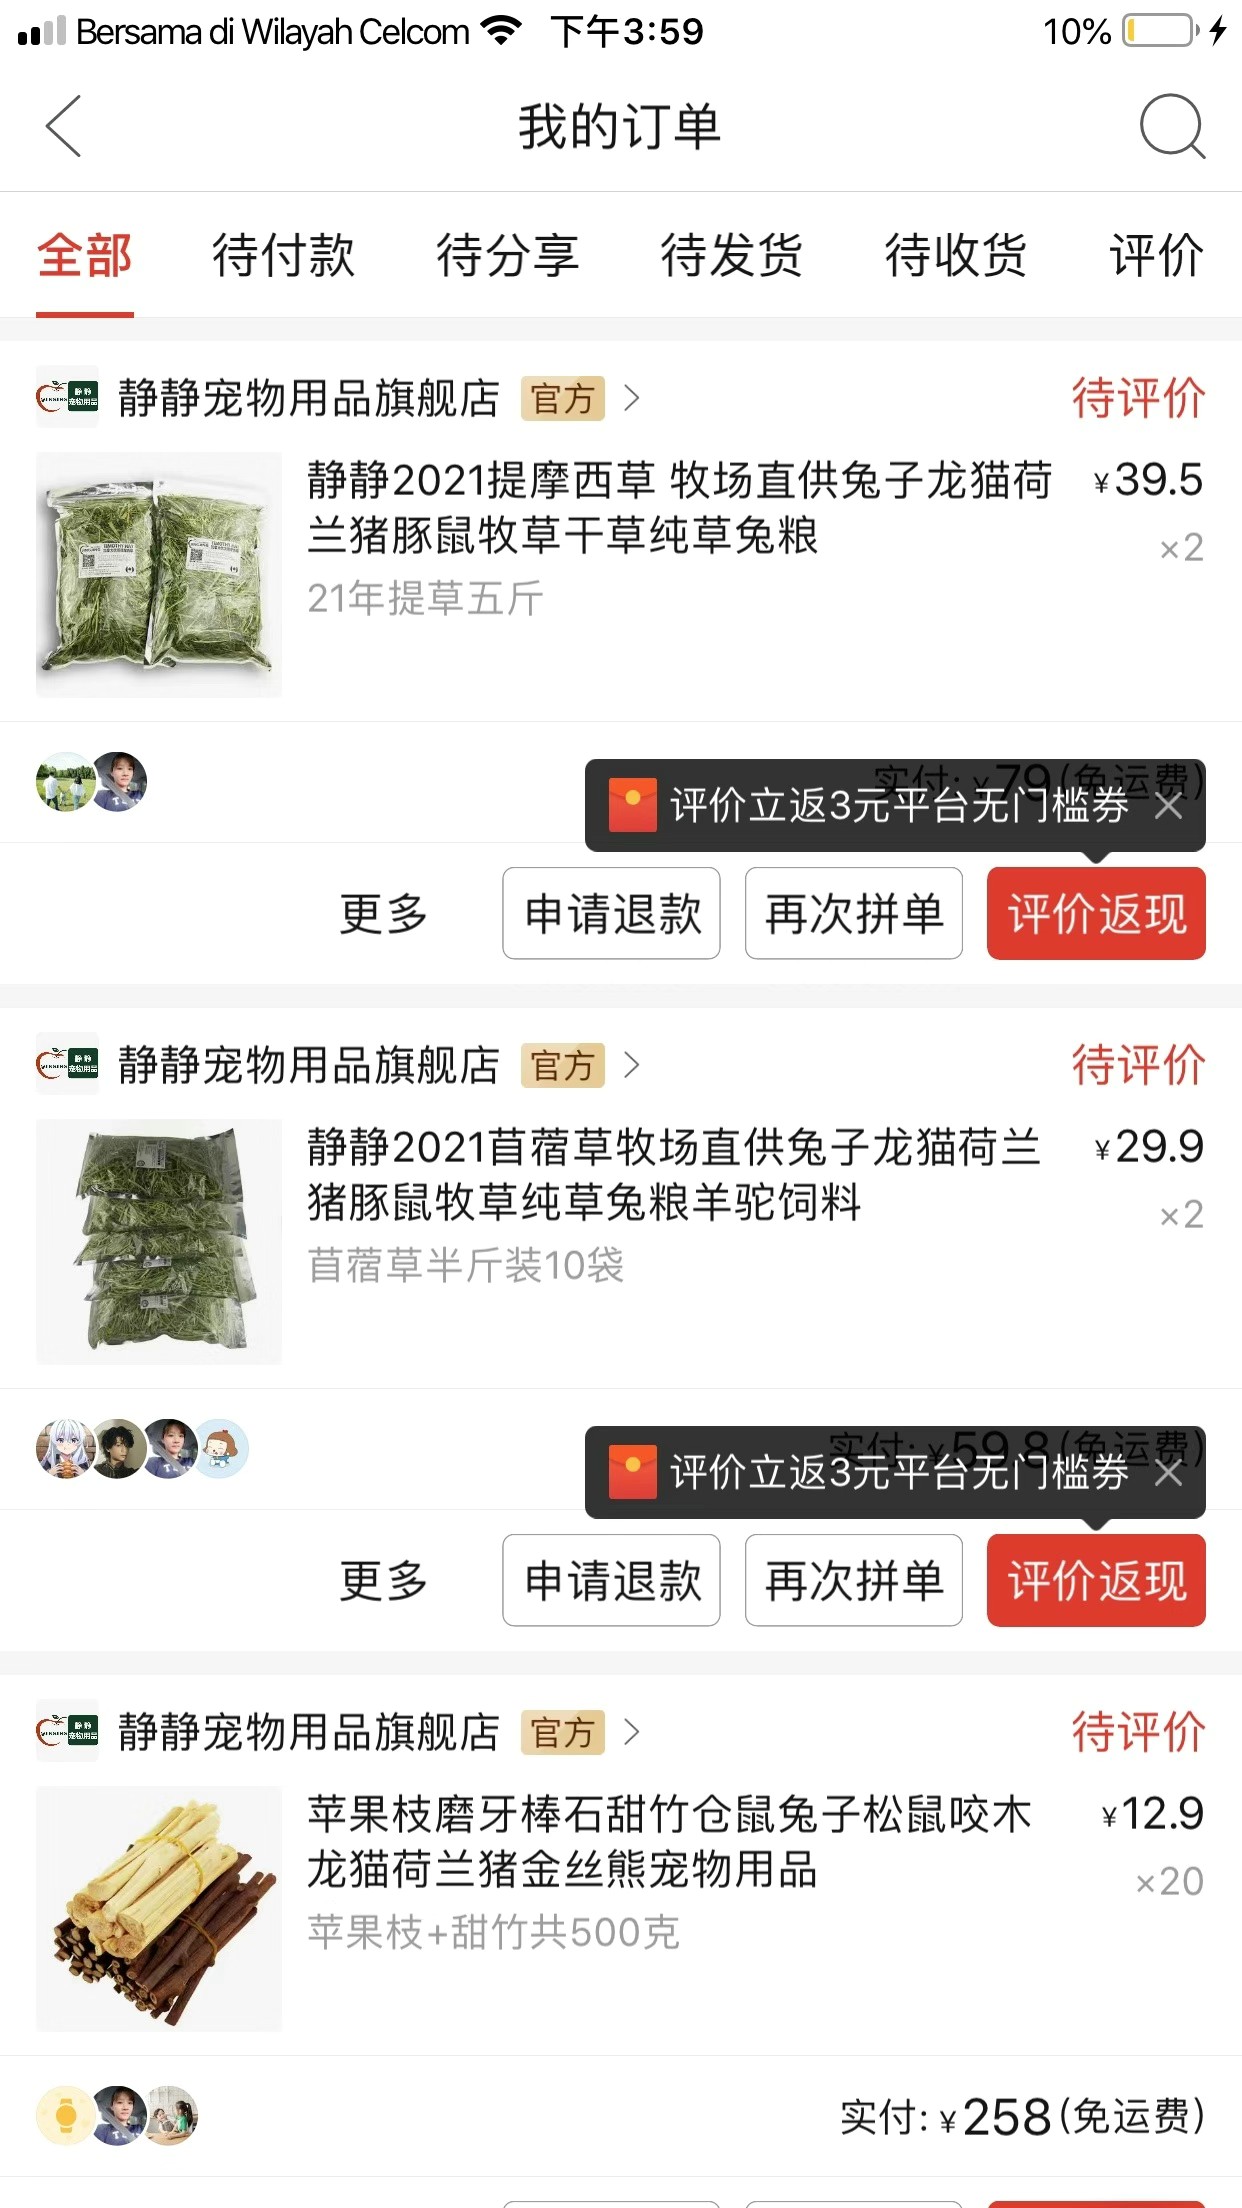 Bersama di Wilayah Celcom 下午3:59 10%
我的订单
全部 待付款 待分享 待发货 待收货 评价
静静宠物用品旗舰店 官方 待评价
静静2021提摩西草 牧场直供兔子龙猫荷 ¥39.5
兰猪豚鼠牧草干草纯草兔粮 ×2
21年提草五斤
实付: ¥79(免运费)
评价立返3元平台无门槛券
更多 申请退款 再次拼单 评价返现
静静宠物用品旗舰店 官方 待评价
静静2021苜蓿草牧场直供兔子龙猫荷兰 ¥29.9
猪豚鼠牧草纯草兔粮羊驼饲料 ×2
苜蓿草半斤装10袋
实付: ¥59.8(免运费)
评价立返3元平台无门槛券
更多 申请退款 再次拼单 评价返现
静静宠物用品旗舰店 官方 待评价
苹果枝磨牙棒石甜竹仓鼠兔子松鼠咬木 ¥12.9
龙猫荷兰猪金丝熊宠物用品 ×20
苹果枝+甜竹共500克
实付: ¥258(免运费)